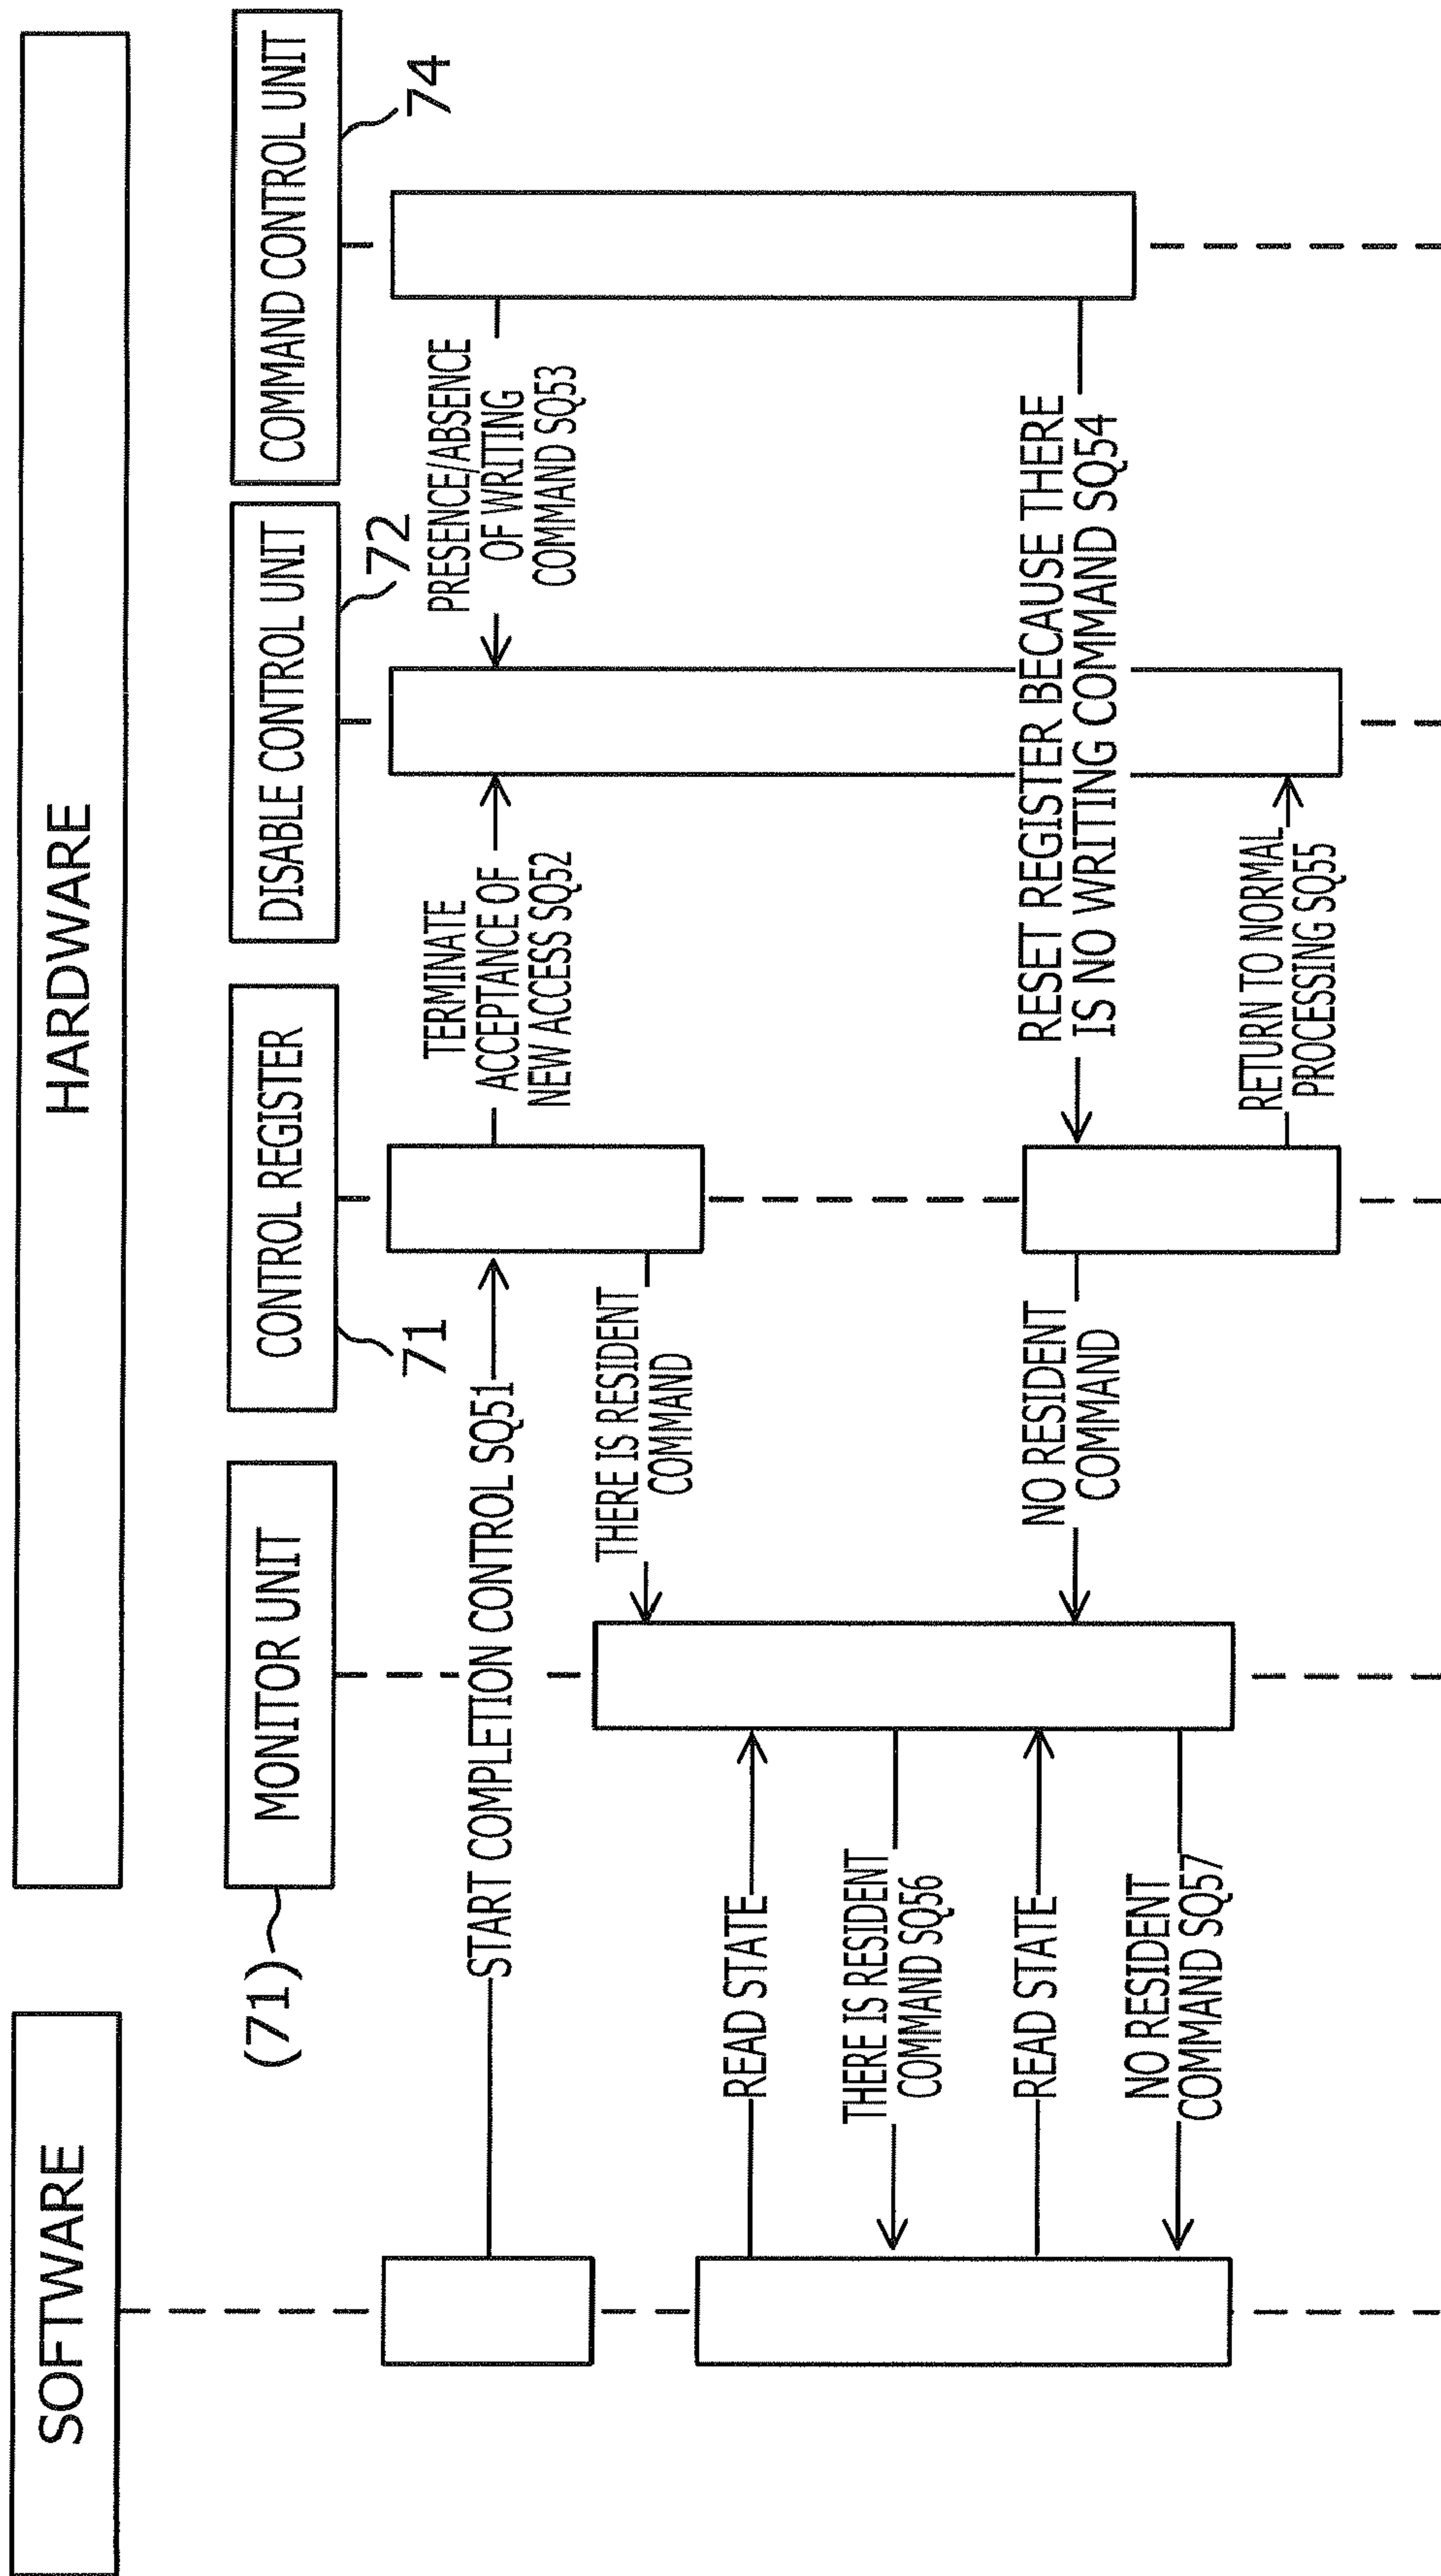 SOFTWARE
HARDWARE
(71)
MONITOR UNIT
CONTROL REGISTER
71
DISABLE CONTROL UNIT
72
COMMAND CONTROL UNIT
74
START COMPLETION CONTROL SQ51
TERMINATE
ACCEPTANCE OF
NEW ACCESS SQ52
PRESENCE/ABSENCE
OF WRITING
COMMAND SQ53
THERE IS RESIDENT
COMMAND
READ STATE
THERE IS RESIDENT
COMMAND SQ56
READ STATE
NO RESIDENT
COMMAND
RESET REGISTER BECAUSE THERE
IS NO WRITING COMMAND SQ54
NO RESIDENT
COMMAND SQ57
RETURN TO NORMAL
PROCESSING SQ55